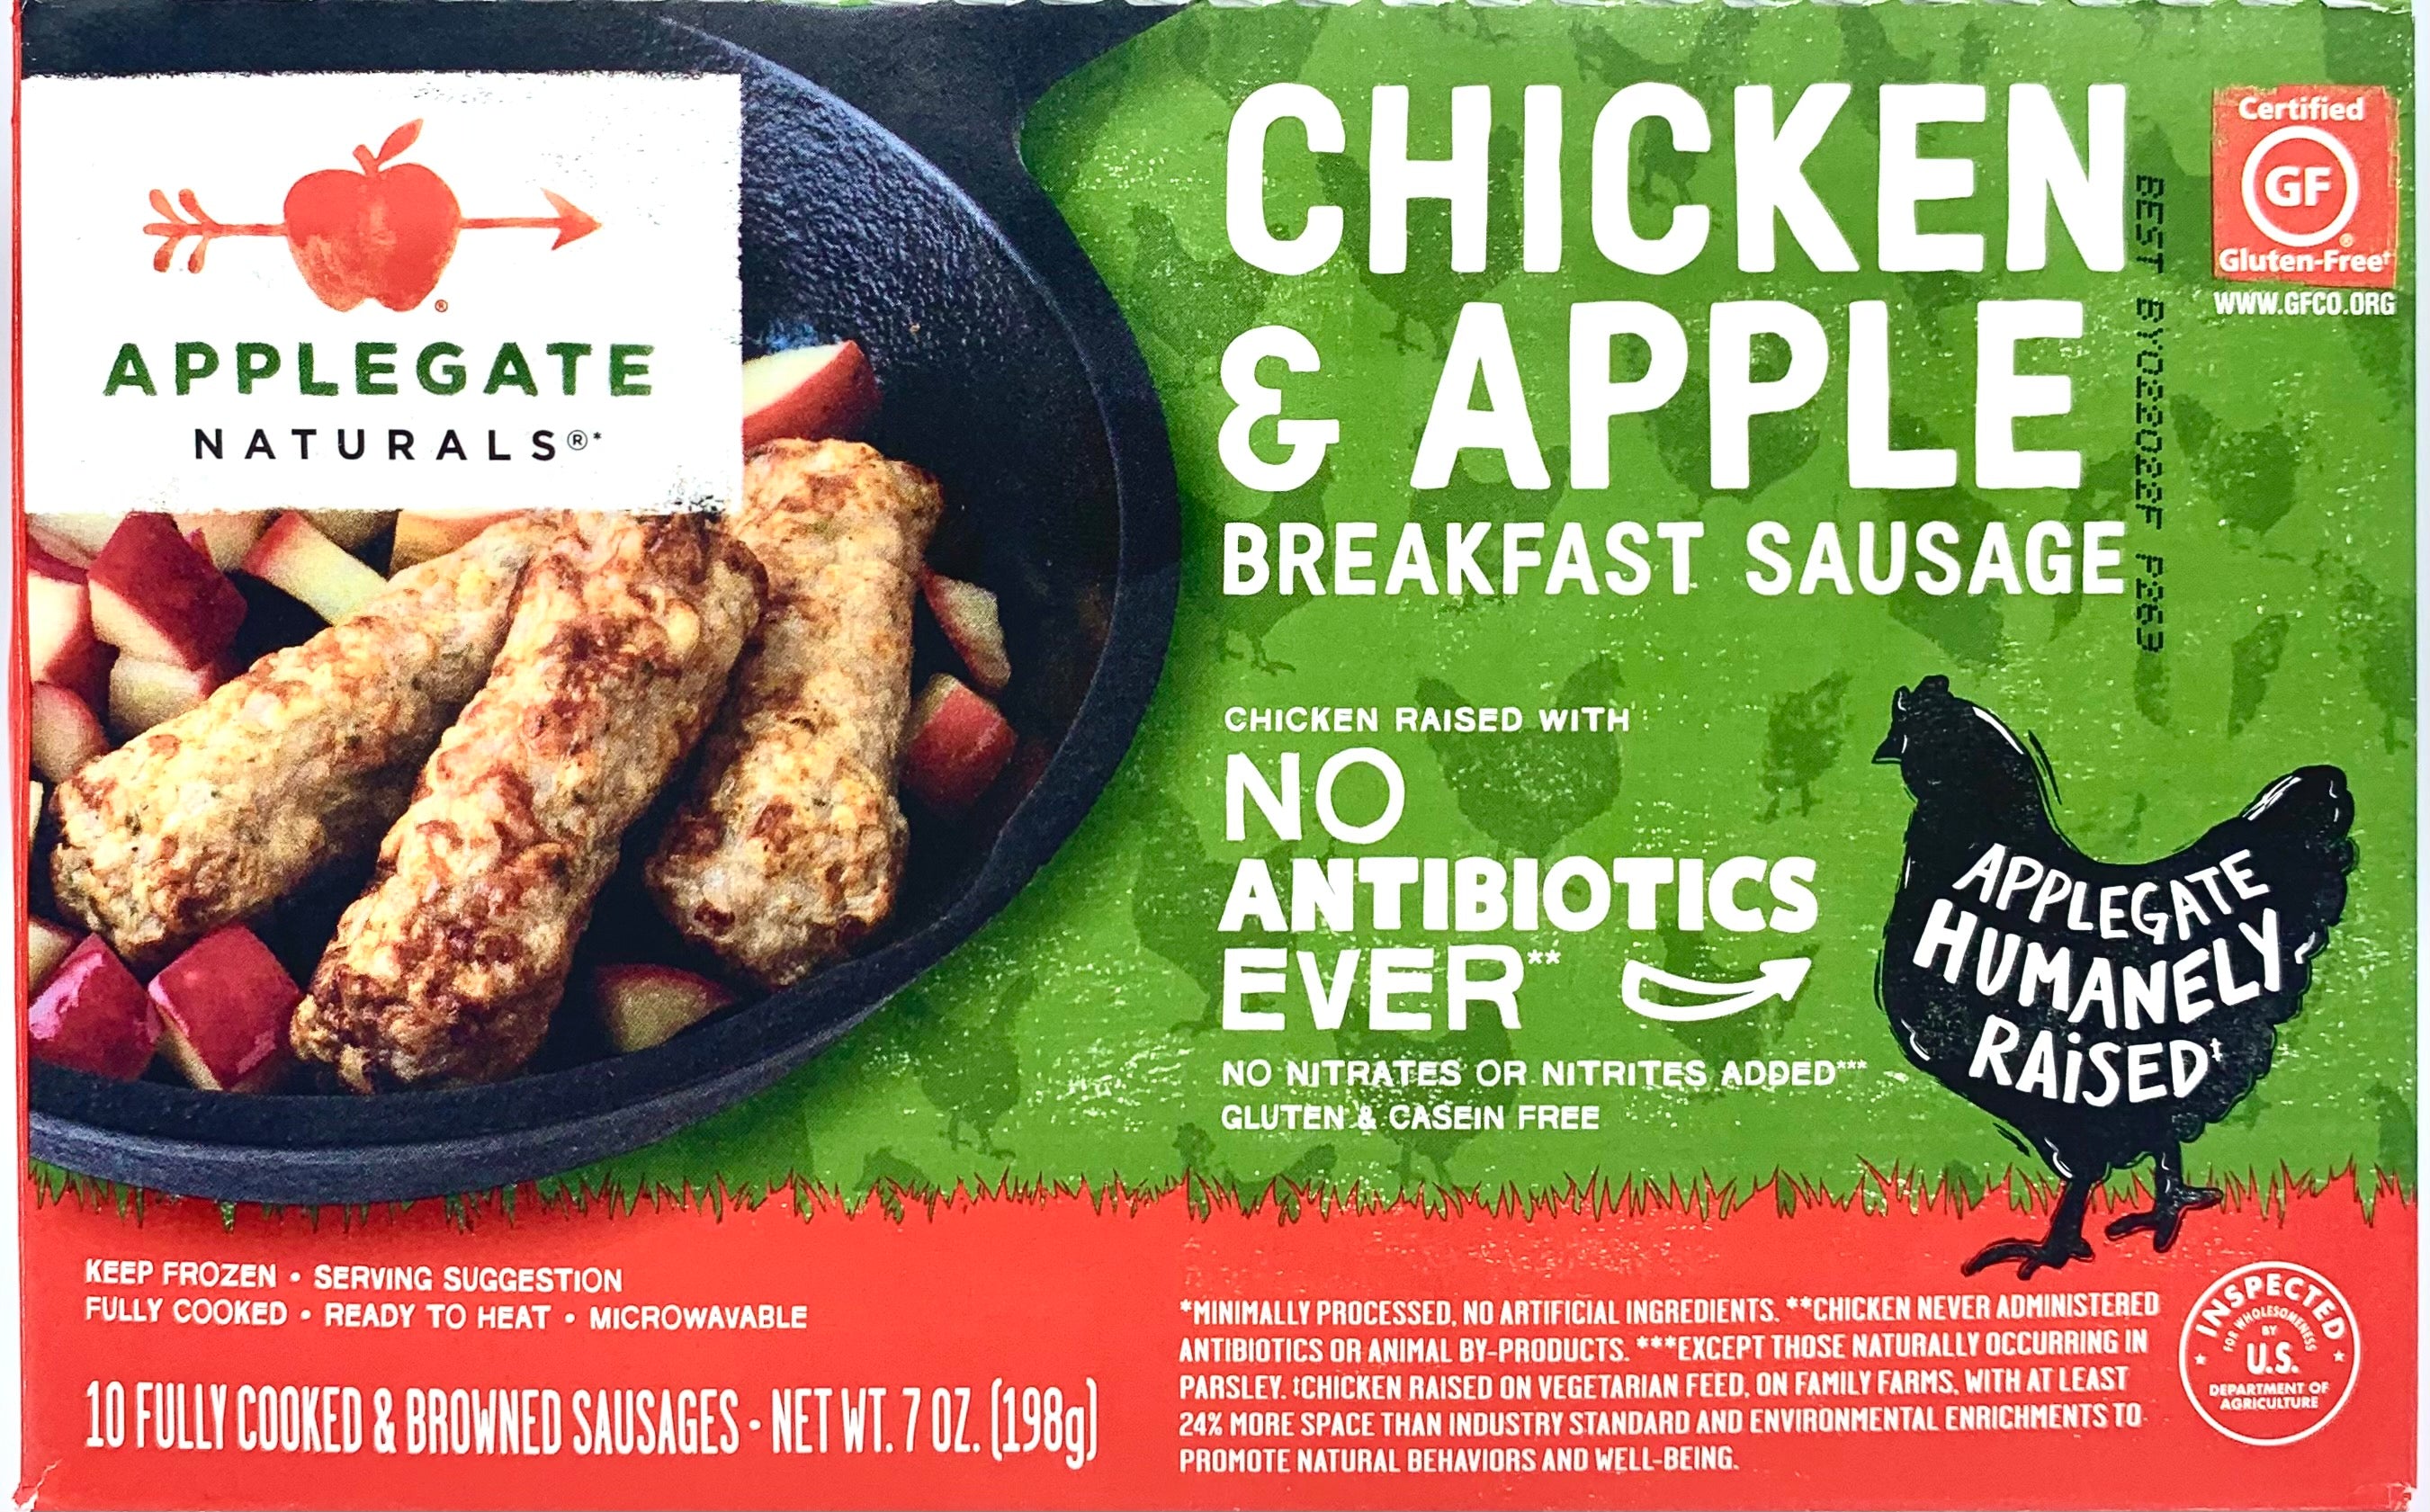 APPLEGATE
NATURALS®*
CHICKEN
& APPLE
BREAKFAST SAUSAGE
Certified
GF
Gluten-Free†
WWW.GFCO.ORG
BEST BY022022F P263
CHICKEN RAISED WITH
NO
ANTIBIOTICS
EVER**
NO NITRATES OR NITRITES ADDED***
GLUTEN & CASEIN FREE
APPLEGATE
HUMANELY
RAiSED‡
KEEP FROZEN • SERVING SUGGESTION
FULLY COOKED • READY TO HEAT • MICROWAVABLE
10 FULLY COOKED & BROWNED SAUSAGES • NET WT. 7 OZ. (198g)
*MINIMALLY PROCESSED, NO ARTIFICIAL INGREDIENTS. **CHICKEN NEVER ADMINISTERED
ANTIBIOTICS OR ANIMAL BY-PRODUCTS. ***EXCEPT THOSE NATURALLY OCCURRING IN
PARSLEY. ‡CHICKEN RAISED ON VEGETARIAN FEED, ON FAMILY FARMS, WITH AT LEAST
24% MORE SPACE THAN INDUSTRY STANDARD AND ENVIRONMENTAL ENRICHMENTS TO
PROMOTE NATURAL BEHAVIORS AND WELL-BEING.
INSPECTED
FOR WHOLESOMENESS
BY
U.S.
DEPARTMENT OF
AGRICULTURE